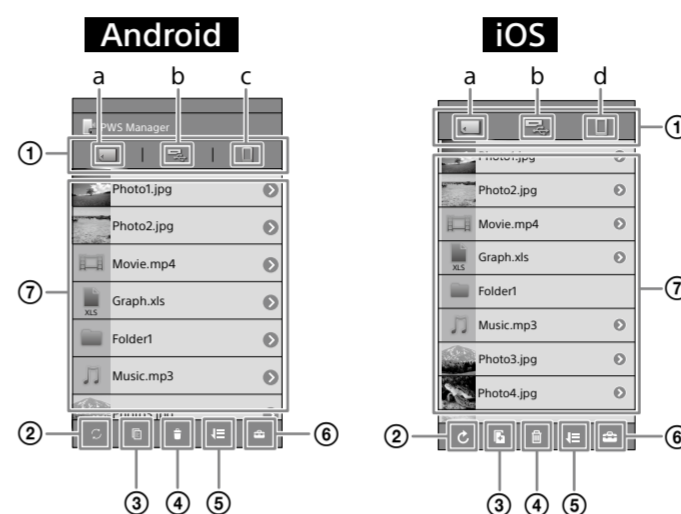 Android
a b c
PWS Manager
①
Photo1.jpg
Photo2.jpg
Movie.mp4
XLS Graph.xls
Folder1
Music.mp3
⑦
② ⑥
③ ④ ⑤
iOS
a b d
①
Photo2.jpg
Movie.mp4
XLS Graph.xls
Folder1
Music.mp3
Photo3.jpg
Photo4.jpg
⑦
② ⑥
③ ④ ⑤